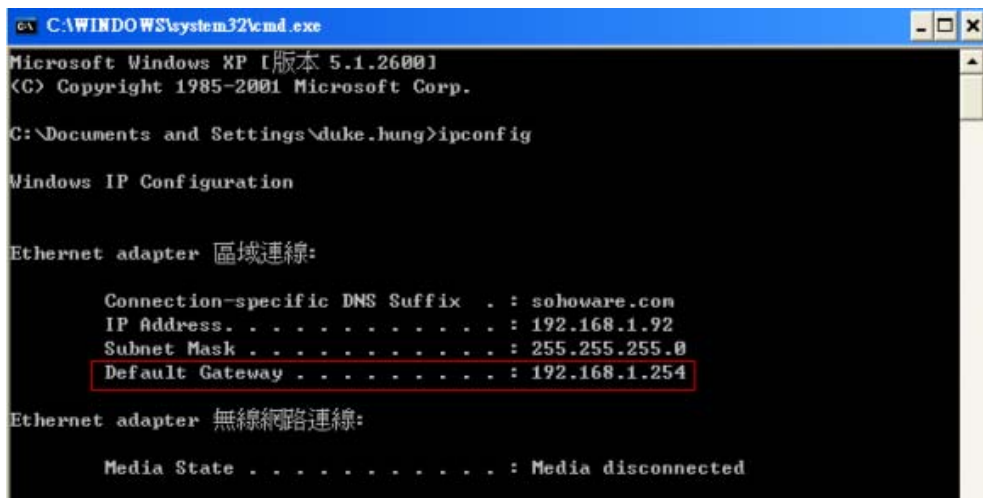 C:\WINDOWS\system32\cmd.exe
Microsoft Windows XP [版本 5.1.2600]
(C) Copyright 1985-2001 Microsoft Corp.
C:\Documents and Settings\duke.hung>ipconfig
Windows IP Configuration
Ethernet adapter 區域連線:
Connection-specific DNS Suffix . : sohoware.com
IP Address. . . . . . . . . . . . : 192.168.1.92
Subnet Mask . . . . . . . . . . . : 255.255.255.0
Default Gateway . . . . . . . . . : 192.168.1.254
Ethernet adapter 無線網路連線:
Media State . . . . . . . . . . . : Media disconnected